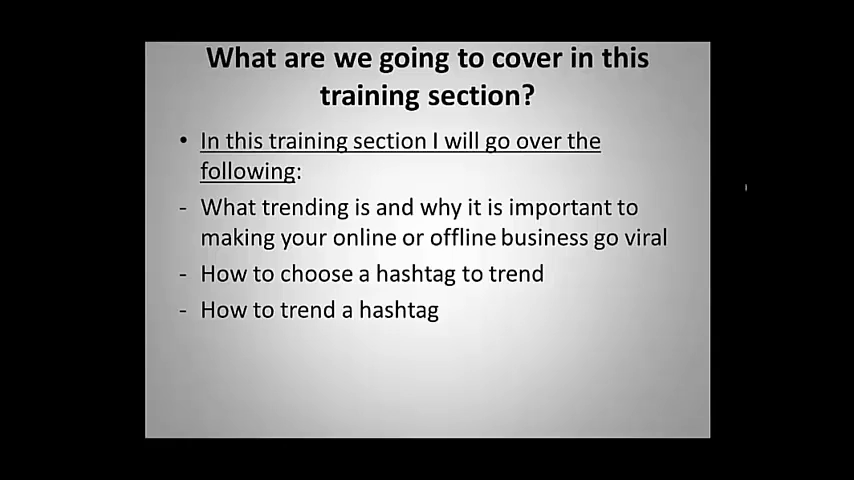 What are we going to cover in this
training section?
• In this training section I will go over the
following:
- What trending is and why it is important to
making your online or offline business go viral
- How to choose a hashtag to trend
- How to trend a hashtag